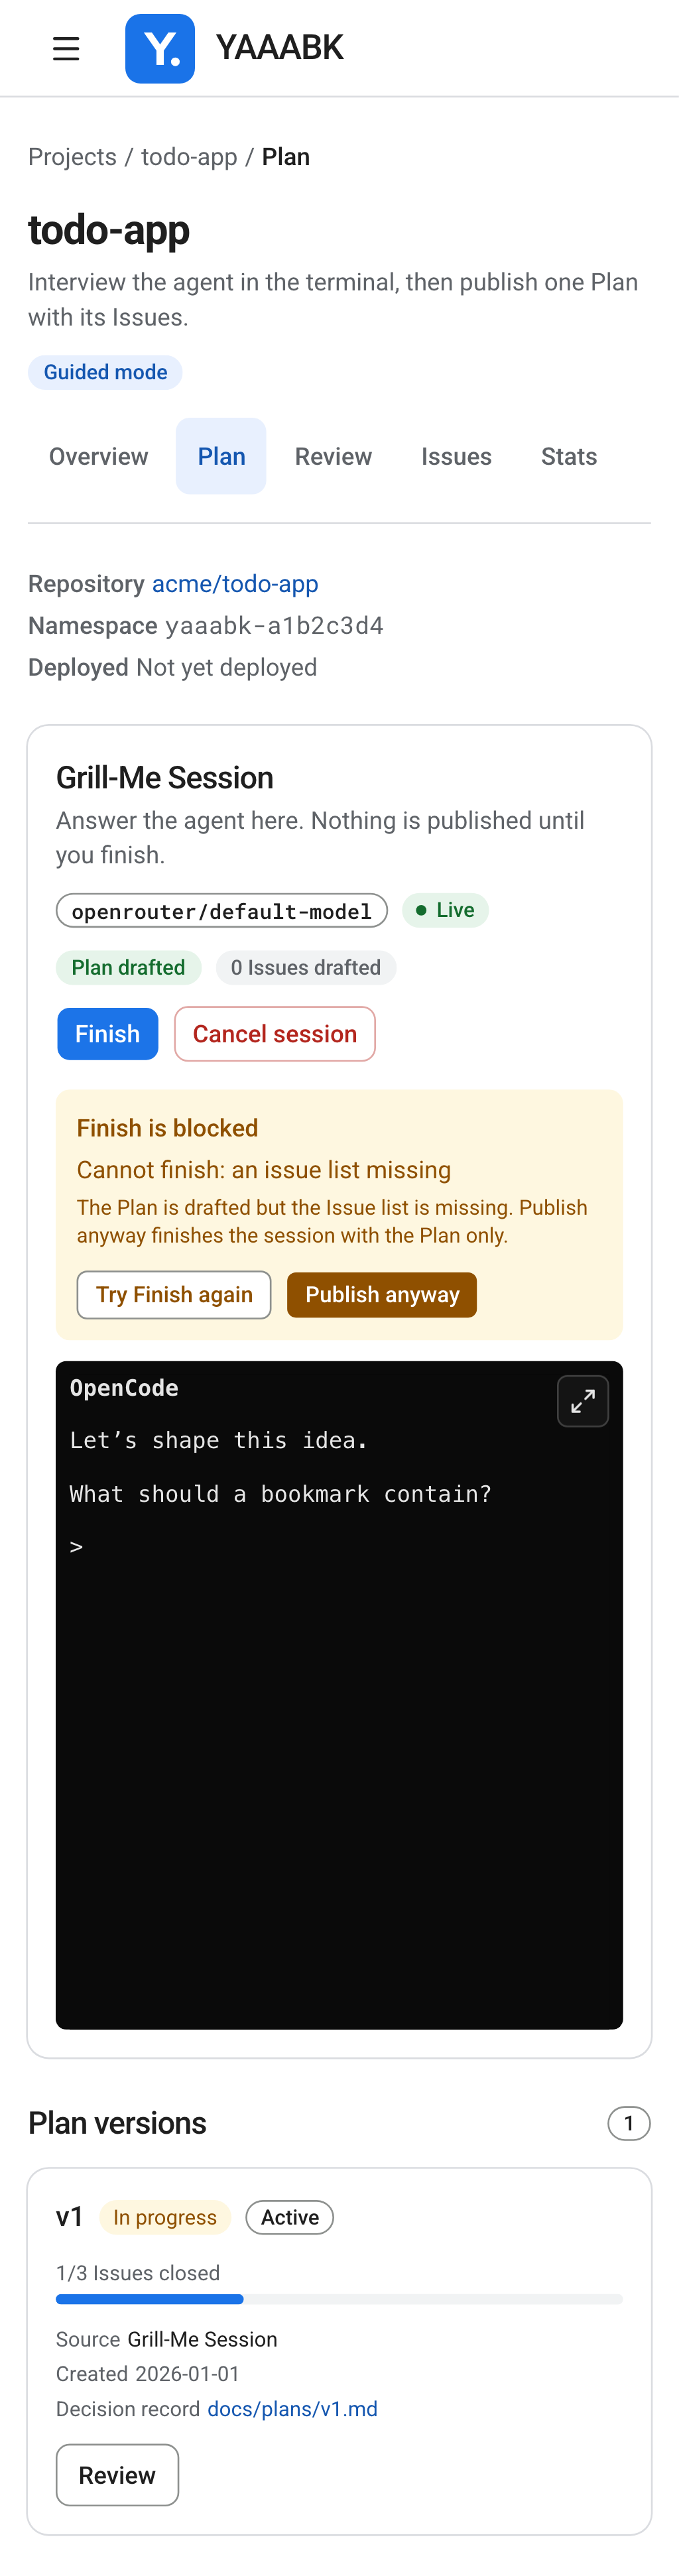 Y.
YAAABK
Projects / todo-app / Plan
todo-app
Interview the agent in the terminal, then publish one Plan
with its Issues.
Guided mode
Overview Plan Review Issues Stats
Repository acme/todo-app
Namespace yaaabk-a1b2c3d4
Deployed Not yet deployed
Grill-Me Session
Answer the agent here. Nothing is published until
you finish.
openrouter/default-model Live
Plan drafted 0 Issues drafted
Finish Cancel session
Finish is blocked
Cannot finish: an issue list missing
The Plan is drafted but the Issue list is missing. Publish
anyway finishes the session with the Plan only.
Try Finish again Publish anyway
OpenCode
Let’s shape this idea.
What should a bookmark contain?
>
Plan versions 1
v1 In progress Active
1/3 Issues closed
Source Grill-Me Session
Created 2026-01-01
Decision record docs/plans/v1.md
Review